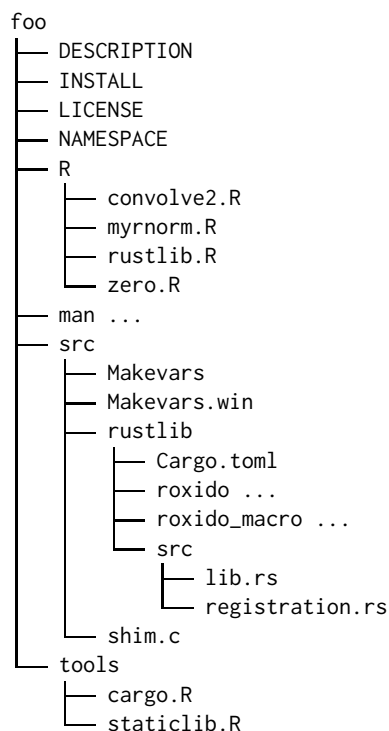 foo
DESCRIPTION
INSTALL
LICENSE
NAMESPACE
R
convolve2.R
myrnorm.R
rustlib.R
zero.R
man ...
src
Makevars
Makevars.win
rustlib
Cargo.toml
roxido ...
roxido_macro ...
src
lib.rs
registration.rs
shim.c
tools
cargo.R
staticlib.R